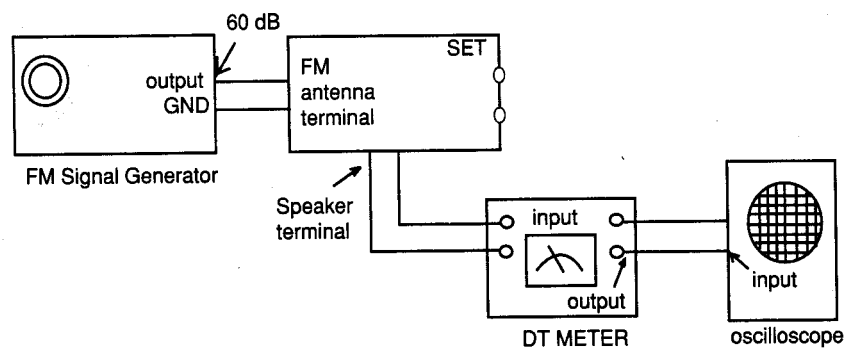 60 dB
output
GND
FM Signal Generator
SET
FM
antenna
terminal
Speaker
terminal
input
output
DT METER
input
oscilloscope